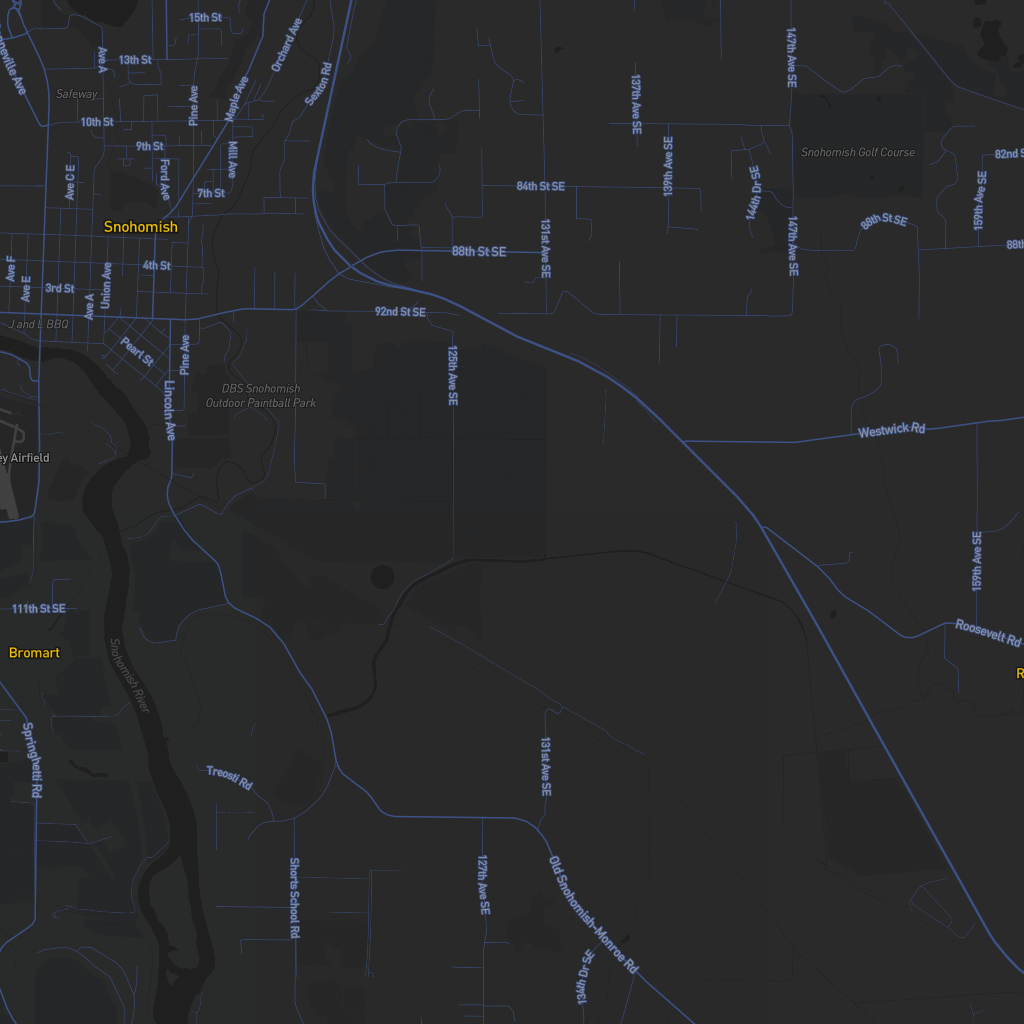 15th St
Orchard Ave
147th Ave SE
Ave A
13th St
Sexton Rd
Safeway
Pine Ave
Maple Ave
137th Ave SE
10th St
Snohomish Golf Course
82nd S
9th St
Mill Ave
139th Ave SE
Ave C E
Ford Ave
84th St SE
144th Dr SE
159th Ave SE
7th St
Snohomish
88th St SE
131st Ave SE
147th Ave SE
88th St SE
88th
Ave F
4th St
Ave E
Union Ave
3rd St
Ave A
92nd St SE
J and L BBQ
Pearl St
Pine Ave
125th Ave SE
DBS Snohomish
Outdoor Paintball Park
Lincoln Ave
Westwick Rd
ey Airfield
159th Ave SE
111th St SE
Roosevelt Rd
Bromart
Snohomish River
R
Springhetti Rd
131st Ave SE
Treosti Rd
Shorts School Rd
127th Ave SE
Old Snohomish-Monroe Rd
134th Dr SE